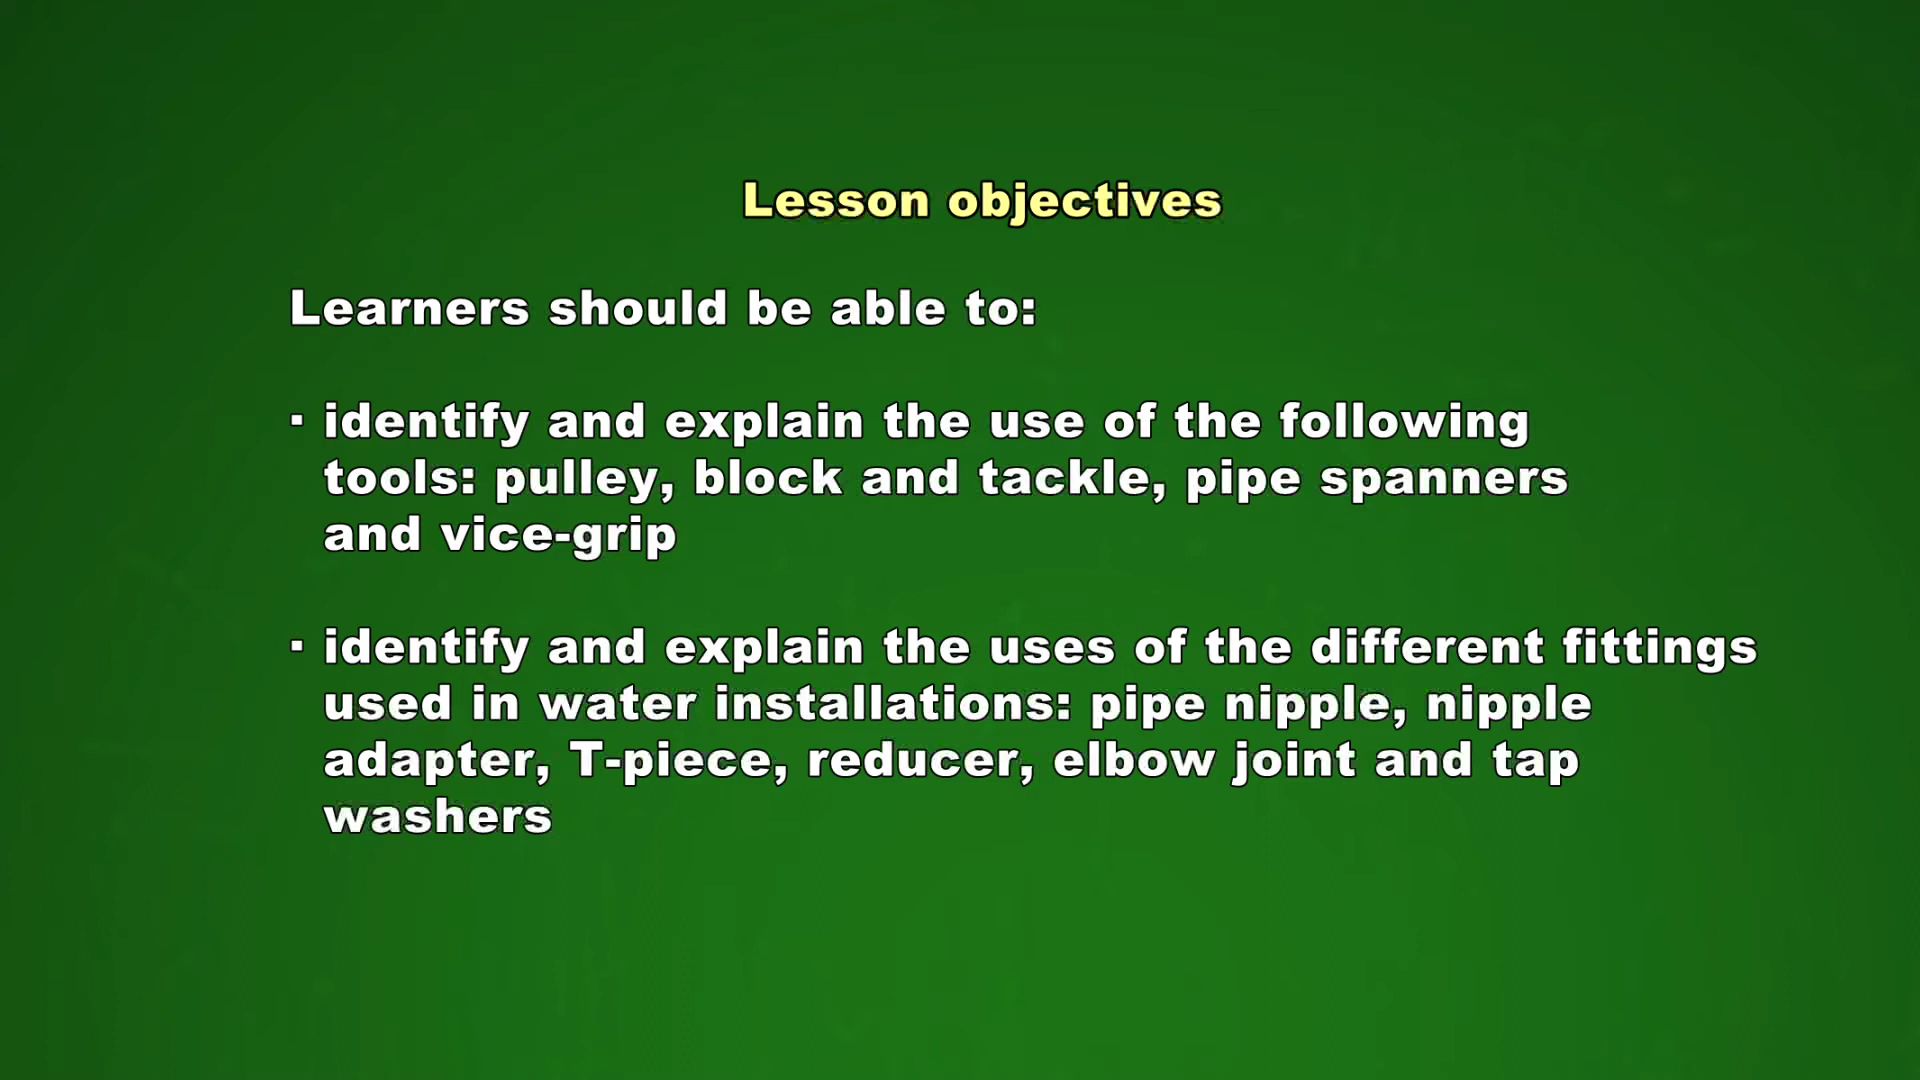 Lesson objectives
Learners should be able to:
· identify and explain the use of the following
tools: pulley, block and tackle, pipe spanners
and vice-grip
· identify and explain the uses of the different fittings
used in water installations: pipe nipple, nipple
adapter, T-piece, reducer, elbow joint and tap
washers